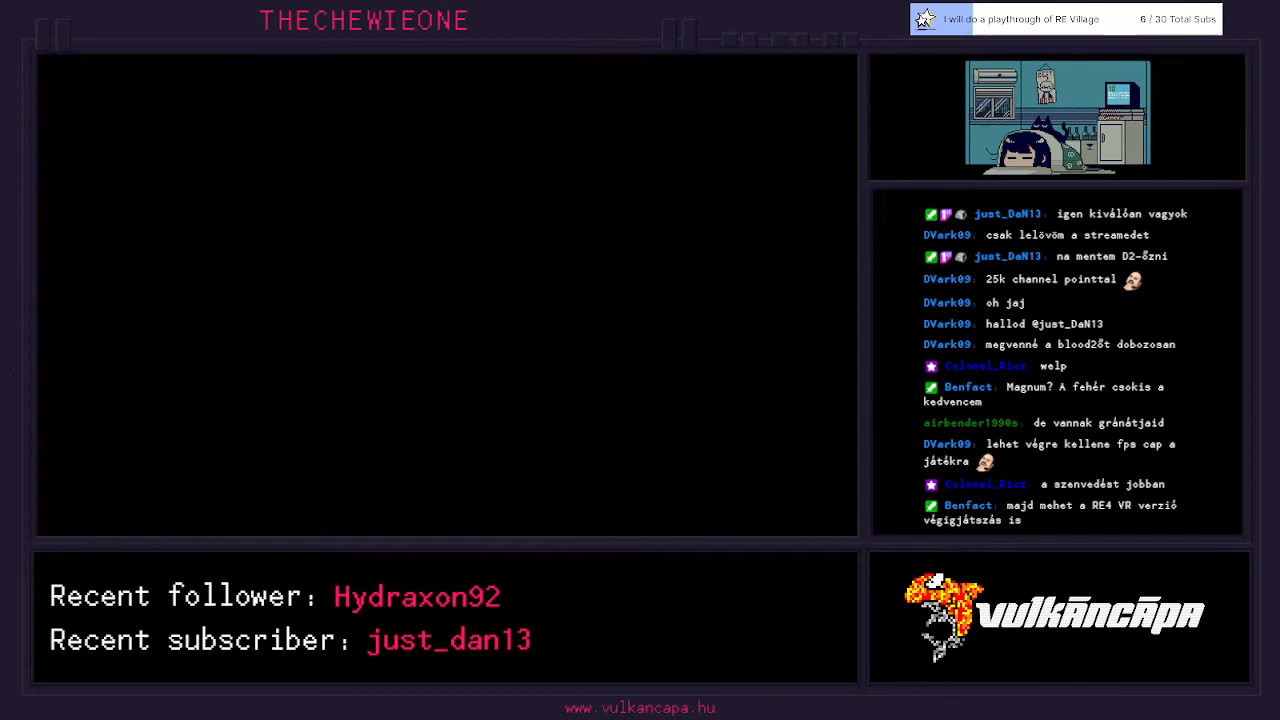 THECHEWIEONE
I will do a playthrough of RE Village 6 / 30 Total Subs
just_DaN13: igen kiválóan vagyok
DVark09: csak lelövöm a streamedet
just_DaN13: na mentem D2-őzni
DVark09: 25k channel pointtal
DVark09: oh jaj
DVark09: hallod @just_DaN13
DVark09: megvenné a blood2őt dobozosan
Colonel_Ricz: welp
Benfact: Magnum? A fehér csokis a
kedvencem
airbender1990s: de vannak gránátjaid
DVark09: lehet végre kellene fps cap a
játékra
Colonel_Ricz: a szenvedést jobban
Benfact: majd mehet a RE4 VR verzió
végigjátszás is
Recent follower: Hydraxon92
Recent subscriber: just_dan13
vulkáncápa
www.vulkancapa.hu